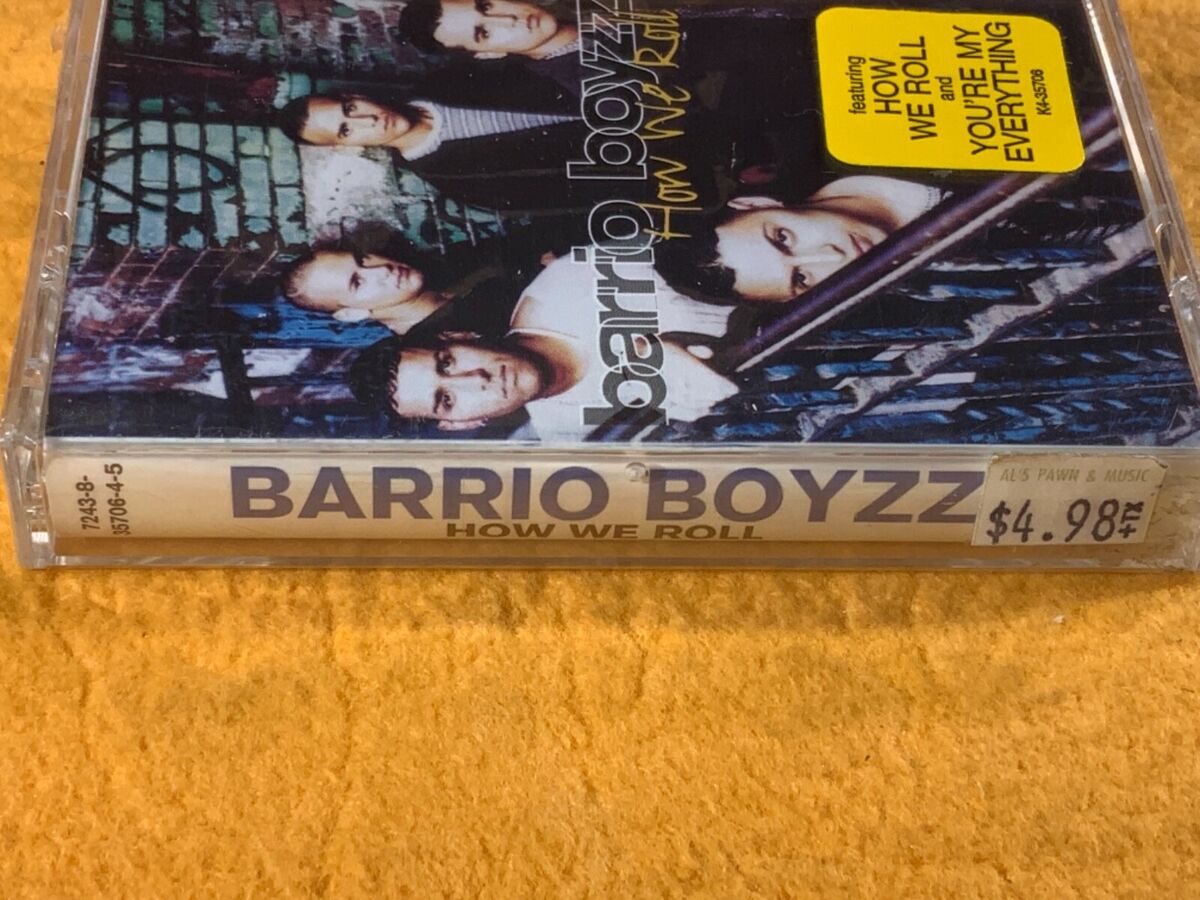 barrio boyzz
How We Roll
featuring
HOW
WE ROLL
and
YOU'RE MY
EVERYTHING
K4-35706
7243-8-
35706-4-5
BARRIO BOYZZ
HOW WE ROLL
AL'S PAWN & MUSIC
$4.98+TX